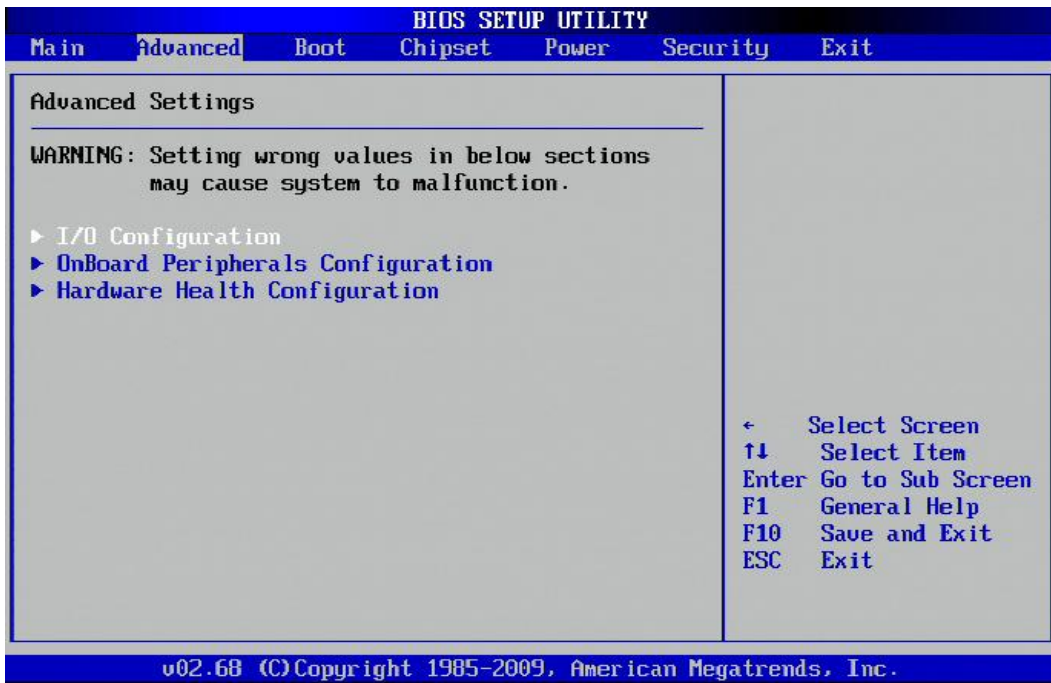 BIOS SETUP UTILITY
Main Advanced Boot Chipset Power Security Exit
Advanced Settings
WARNING: Setting wrong values in below sections
may cause system to malfunction.
▶ I/O Configuration
▶ OnBoard Peripherals Configuration
▶ Hardware Health Configuration
← Select Screen
↑↓ Select Item
Enter Go to Sub Screen
F1 General Help
F10 Save and Exit
ESC Exit
v02.68 (C)Copyright 1985-2009, American Megatrends, Inc.